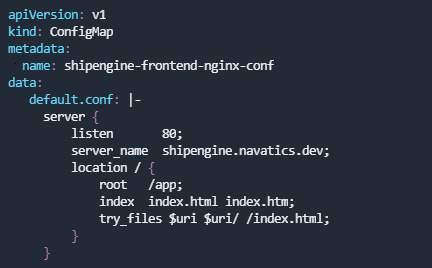 apiVersion: v1
kind: ConfigMap
metadata:
  name: shipengine-frontend-nginx-conf
data:
   default.conf: |-
     server {
         listen       80;
         server_name  shipengine.navatics.dev;
         location / {
             root   /app;
             index  index.html index.htm;
             try_files $uri $uri/ /index.html;
         }
     }